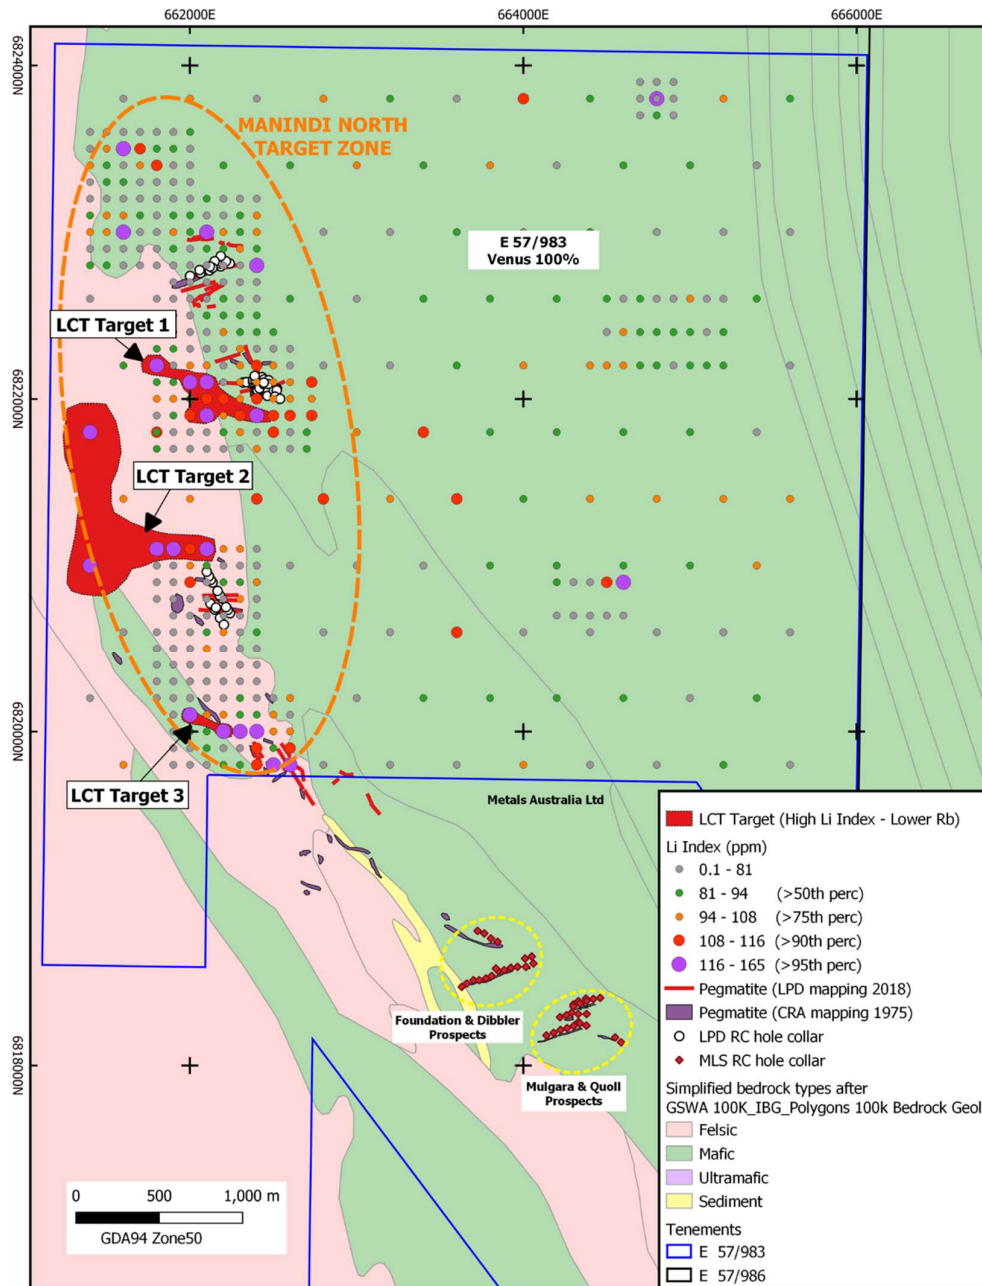 662000E
664000E
666000E
6824000N
6822000N
6820000N
6818000N
MANINDI NORTH
TARGET ZONE
E 57/983
Venus 100%
LCT Target 1
LCT Target 2
LCT Target 3
Metals Australia Ltd
Foundation & Dibbler
Prospects
Mulgara & Quoll
Prospects
LCT Target (High Li Index - Lower Rb)
Li Index (ppm)
0.1 - 81
81 - 94 (>50th perc)
94 - 108 (>75th perc)
108 - 116 (>90th perc)
116 - 165 (>95th perc)
Pegmatite (LPD mapping 2018)
Pegmatite (CRA mapping 1975)
LPD RC hole collar
MLS RC hole collar
Simplified bedrock types after
GSWA 100K_IBG_Polygons 100k Bedrock Geol
Felsic
Mafic
Ultramafic
Sediment
Tenements
E 57/983
E 57/986
0 500 1,000 m
GDA94 Zone50